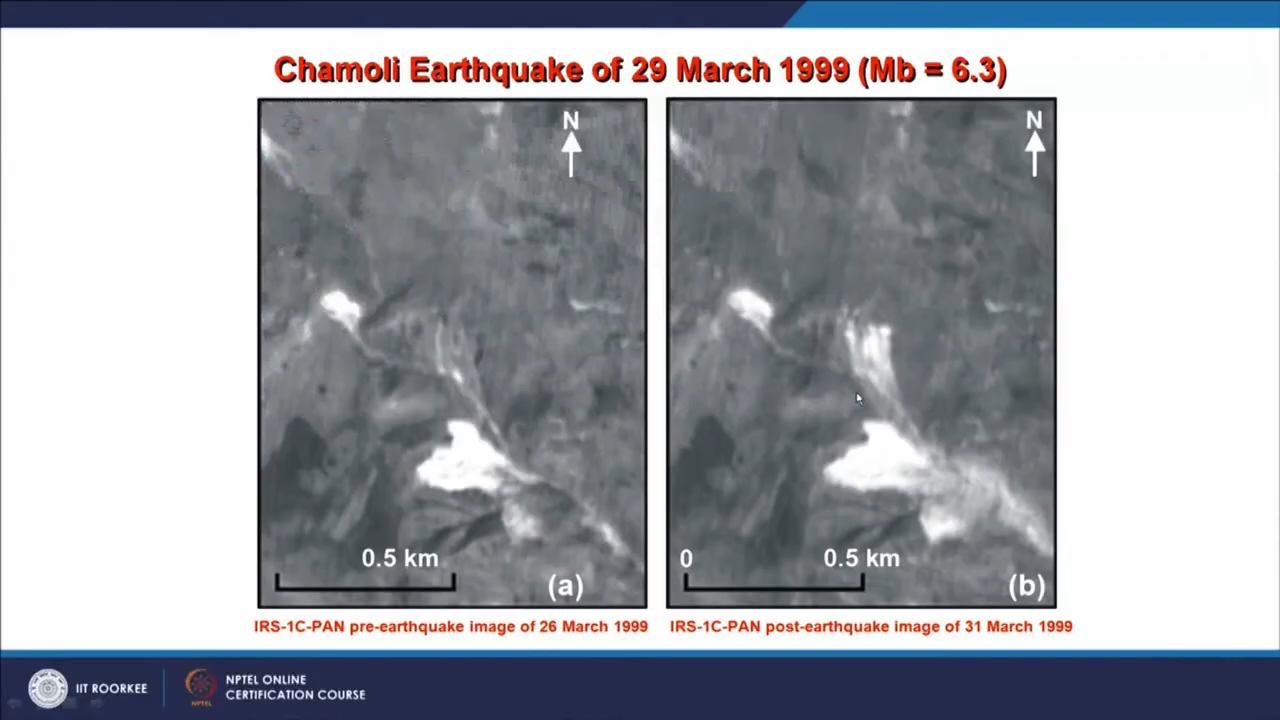 Chamoli Earthquake of 29 March 1999 (Mb = 6.3)
N
N
0.5 km
(a)
0
0.5 km
(b)
IRS-1C-PAN pre-earthquake image of 26 March 1999
IRS-1C-PAN post-earthquake image of 31 March 1999
IIT ROORKEE
NPTEL
NPTEL ONLINE
CERTIFICATION COURSE